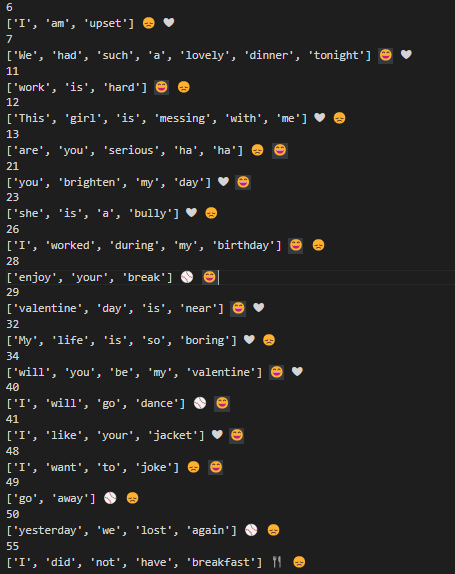 6
['I', 'am', 'upset'] 😞 🤍
7
['We', 'had', 'such', 'a', 'lovely', 'dinner', 'tonight'] 😄 🤍
11
['work', 'is', 'hard'] 😄 😞
12
['This', 'girl', 'is', 'messing', 'with', 'me'] 🤍 😞
13
['are', 'you', 'serious', 'ha', 'ha'] 😞 😄
21
['you', 'brighten', 'my', 'day'] 🤍 😄
23
['she', 'is', 'a', 'bully'] 🤍 😞
26
['I', 'worked', 'during', 'my', 'birthday'] 😄 😞
28
['enjoy', 'your', 'break'] ⚾ 😄
29
['valentine', 'day', 'is', 'near'] 😄 🤍
32
['My', 'life', 'is', 'so', 'boring'] 🤍 😞
34
['will', 'you', 'be', 'my', 'valentine'] 😄 🤍
40
['I', 'will', 'go', 'dance'] ⚾ 😄
41
['I', 'like', 'your', 'jacket'] 🤍 😄
48
['I', 'want', 'to', 'joke'] 😞 😄
49
['go', 'away'] ⚾ 😞
50
['yesterday', 'we', 'lost', 'again'] ⚾ 😞
55
['I', 'did', 'not', 'have', 'breakfast'] 🍴 😞